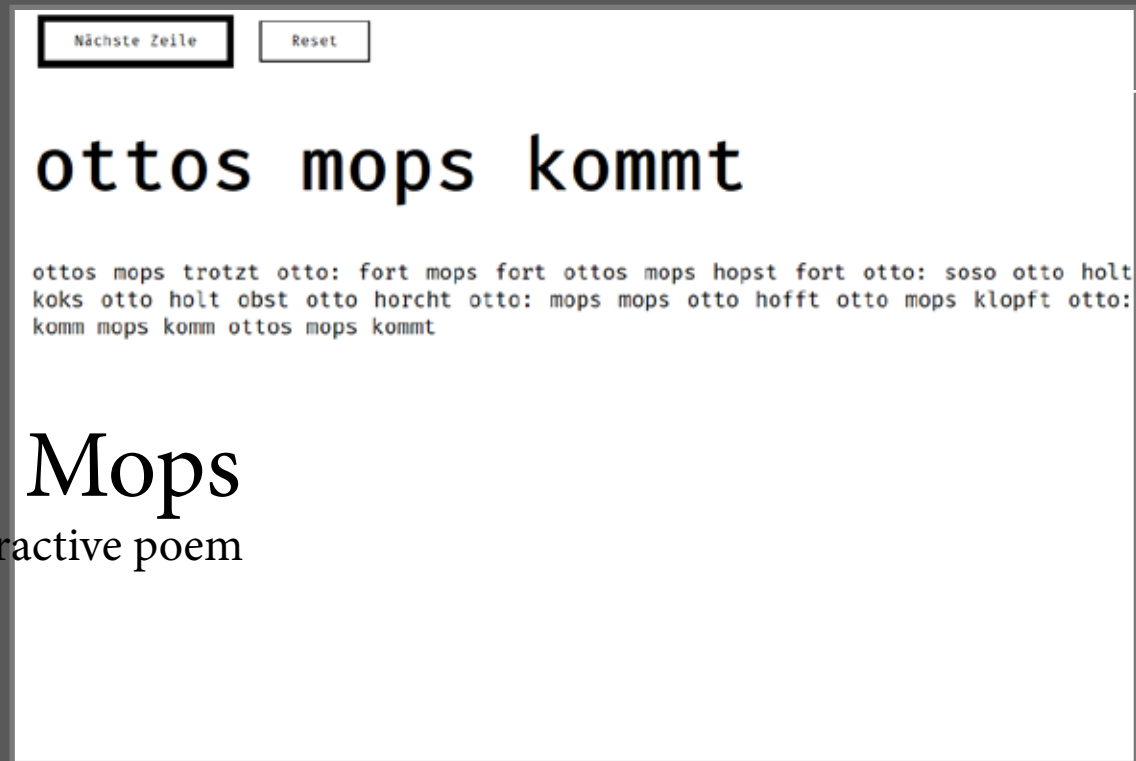 Nächste Zeile Reset
ottos mops kommt
ottos mops trotzt otto: fort mops fort ottos mops hopst fort otto: soso otto holt
koks otto holt obst otto horcht otto: mops mops otto hofft otto mops klopft otto:
komm mops komm ottos mops kommt
Mops
ractive poem